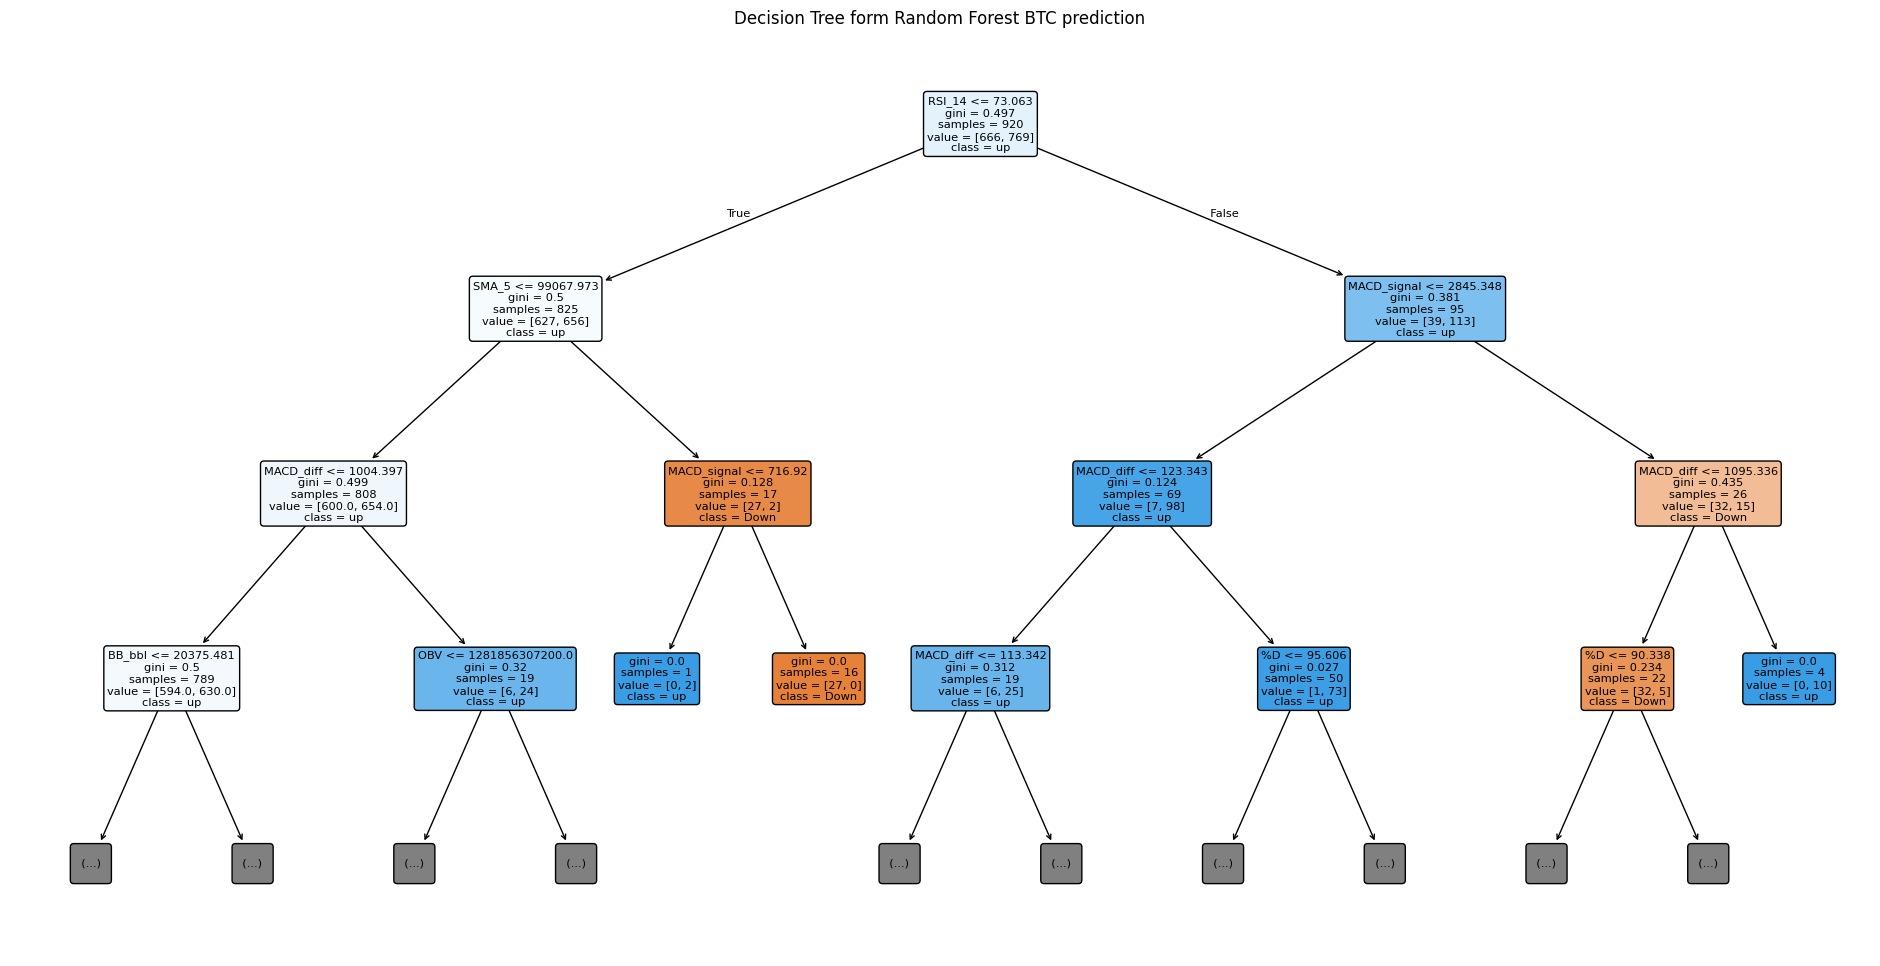 Decision Tree form Random Forest BTC prediction
RSI_14 <= 73.063
gini = 0.497
samples = 920
value = [666, 769]
class = up
True
False
SMA_5 <= 99067.973
gini = 0.5
samples = 825
value = [627, 656]
class = up
MACD_signal <= 2845.348
gini = 0.381
samples = 95
value = [39, 113]
class = up
MACD_diff <= 1004.397
gini = 0.499
samples = 808
value = [600.0, 654.0]
class = up
MACD_signal <= 716.92
gini = 0.128
samples = 17
value = [27, 2]
class = Down
MACD_diff <= 123.343
gini = 0.124
samples = 69
value = [7, 98]
class = up
MACD_diff <= 1095.336
gini = 0.435
samples = 26
value = [32, 15]
class = Down
BB_bbl <= 20375.481
gini = 0.5
samples = 789
value = [594.0, 630.0]
class = up
OBV <= 1281856307200.0
gini = 0.32
samples = 19
value = [6, 24]
class = up
gini = 0.0
samples = 1
value = [0, 2]
class = up
gini = 0.0
samples = 16
value = [27, 0]
class = Down
MACD_diff <= 113.342
gini = 0.312
samples = 19
value = [6, 25]
class = up
%D <= 95.606
gini = 0.027
samples = 50
value = [1, 73]
class = up
%D <= 90.338
gini = 0.234
samples = 22
value = [32, 5]
class = Down
gini = 0.0
samples = 4
value = [0, 10]
class = up
(...)
(...)
(...)
(...)
(...)
(...)
(...)
(...)
(...)
(...)